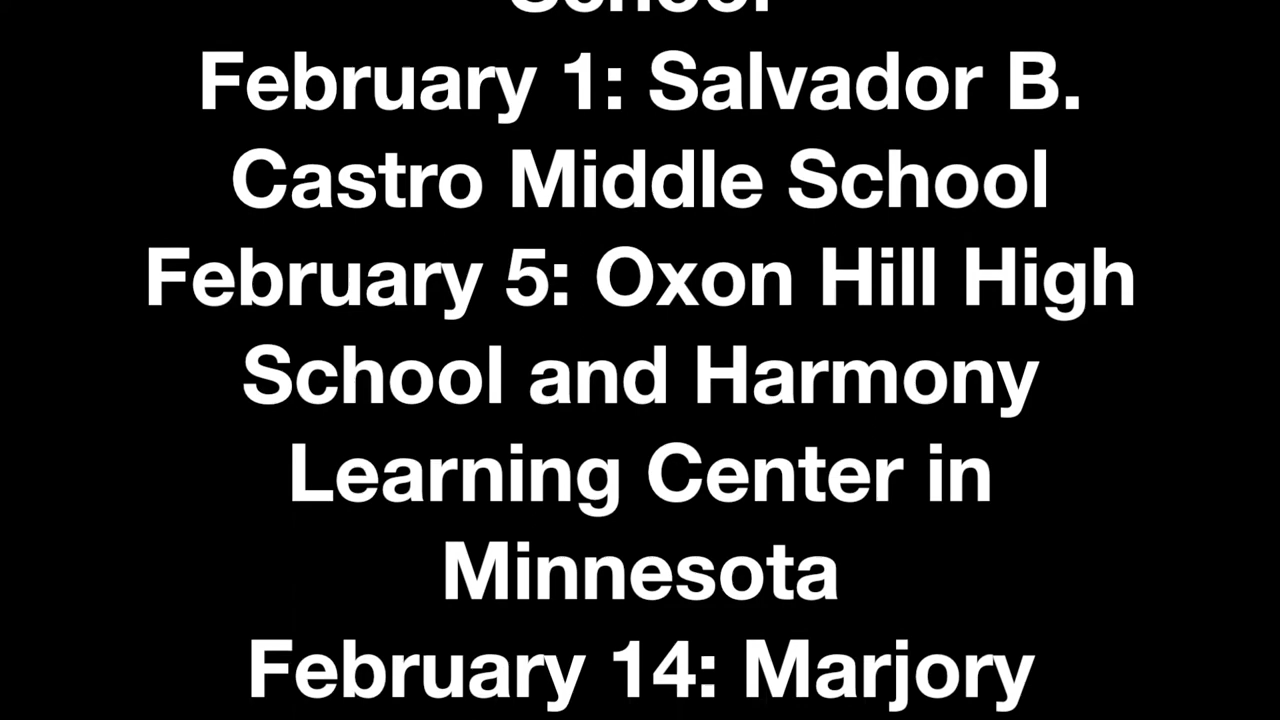 School
February 1: Salvador B.
Castro Middle School
February 5: Oxon Hill High
School and Harmony
Learning Center in
Minnesota
February 14: Marjory